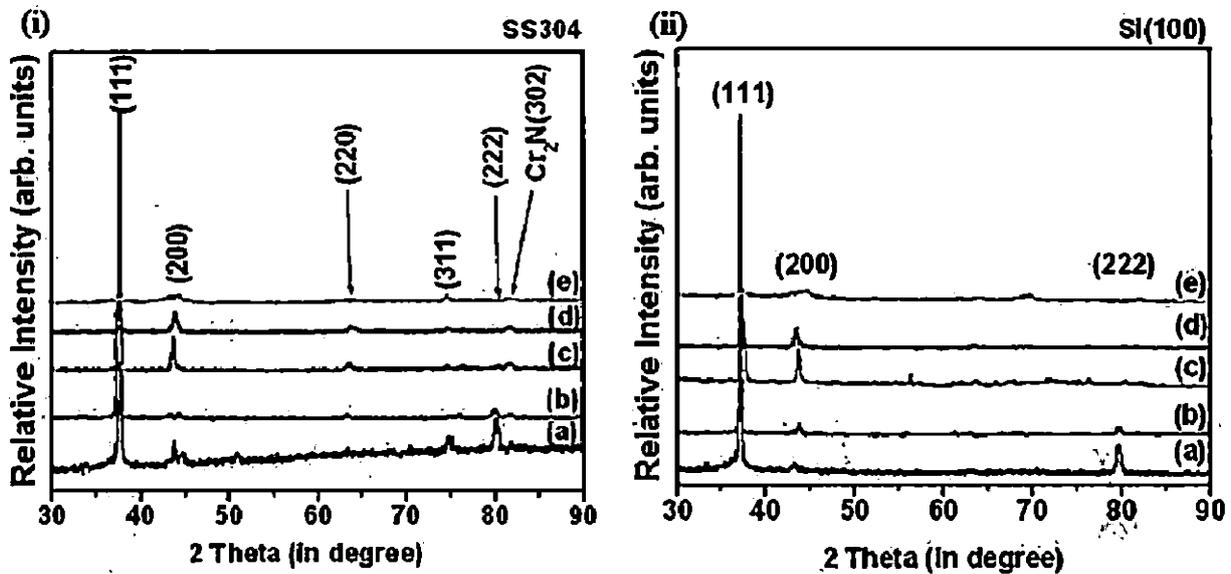 (i)
SS304
Relative Intensity (arb. units)
(111)
(200)
(220)
(311)
(222)
Cr2N(302)
(e)
(d)
(c)
(b)
(a)
30 40 50 60 70 80 90
2 Theta (in degree)
(ii)
Si(100)
Relative Intensity (arb. units)
(111)
(200)
(222)
(e)
(d)
(c)
(b)
(a)
30 40 50 60 70 80 90
2 Theta (in degree)